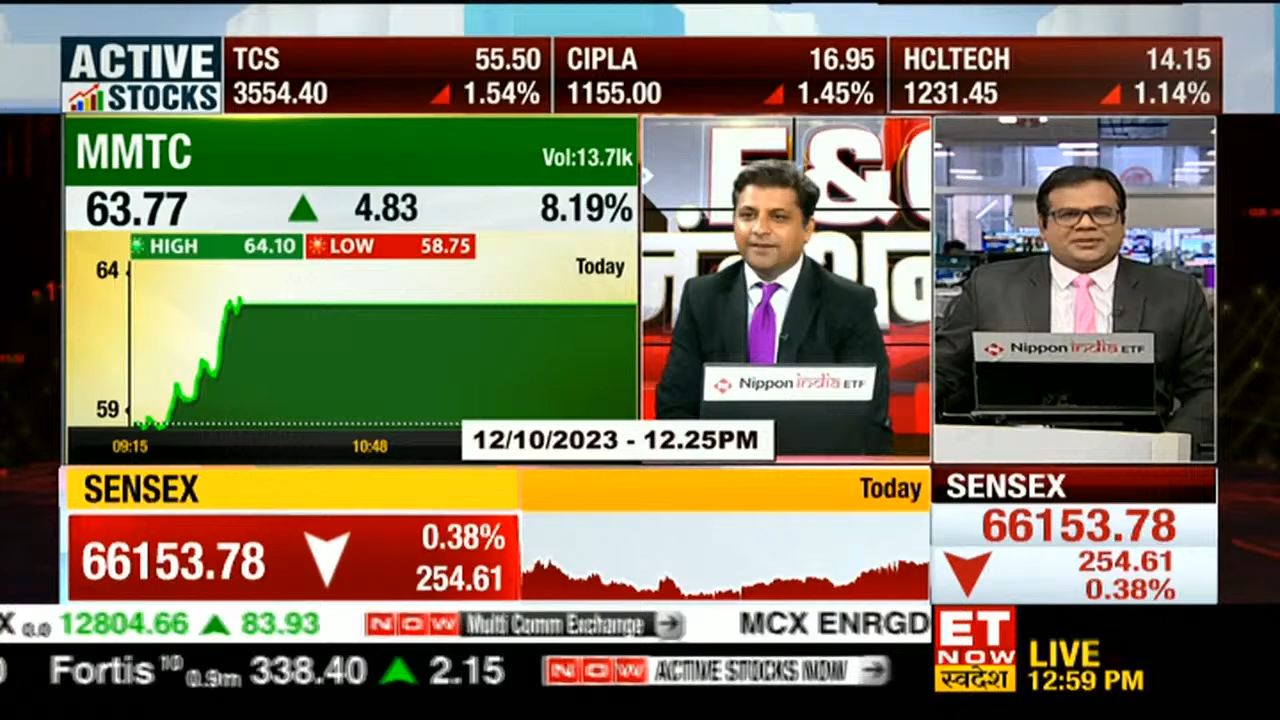 ACTIVE
STOCKS
TCS 55.50
3554.40 1.54%
CIPLA 16.95
1155.00 1.45%
HCLTECH 14.15
1231.45 1.14%
MMTC Vol:13.7lk
63.77 4.83 8.19%
HIGH 64.10 LOW 58.75
Today
64
59
09:15 10:48
12/10/2023 - 12.25PM
F&
Nippon india ETF
Nippon india ETF
SENSEX Today
66153.78
0.38%
254.61
SENSEX
66153.78
254.61
0.38%
X 0.0 12804.66 83.93 NOW Multi Comm Exchange MCX ENRGD
Fortis 10 0.9m 338.40 2.15 NOW ACTIVE STOCKS NOW
ET
NOW
स्वदेश
LIVE
12:59 PM